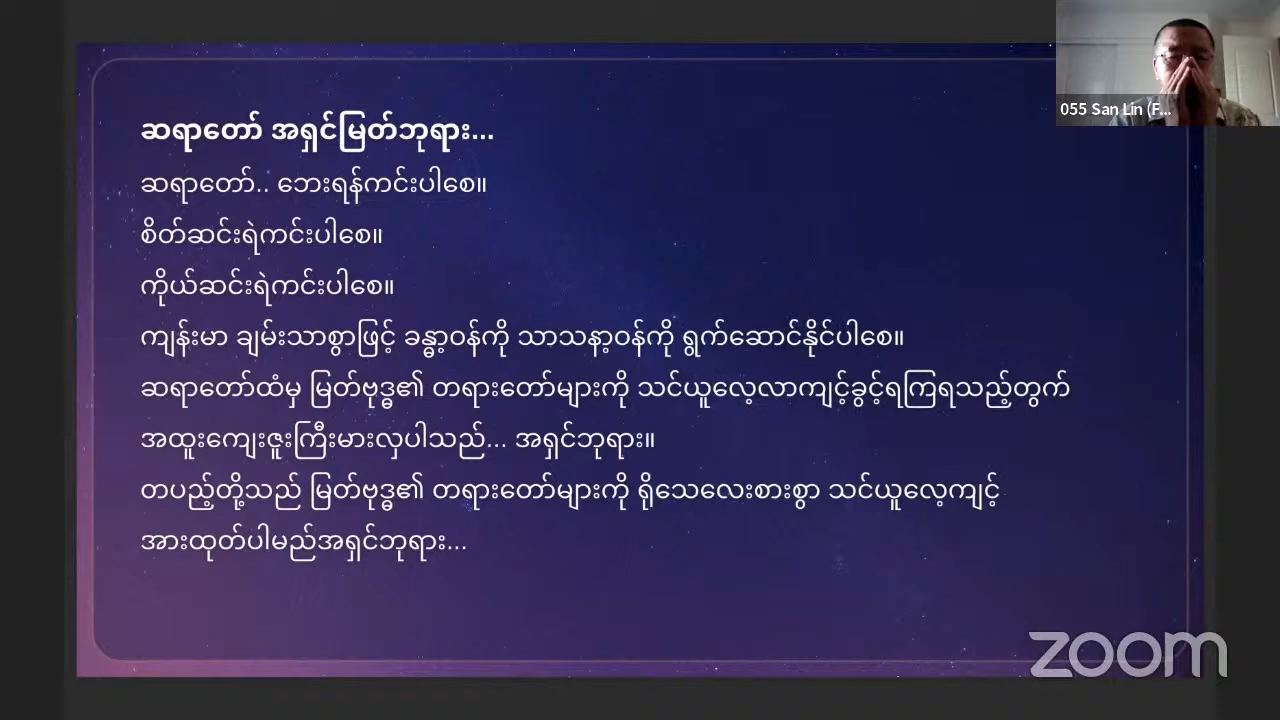 ဆရာတော် အရှင်မြတ်ဘုရား...
ဆရာတော်.. ဘေးရန်ကင်းပါစေ။
စိတ်ဆင်းရဲကင်းပါစေ။
ကိုယ်ဆင်းရဲကင်းပါစေ။
ကျန်းမာ ချမ်းသာစွာဖြင့် ခန္ဓာ့ဝန်ကို သာသနာ့ဝန်ကို ရွက်ဆောင်နိုင်ပါစေ။
ဆရာတော်ထံမှ မြတ်ဗုဒ္ဓ၏ တရားတော်များကို သင်ယူလေ့လာကျင့်ခွင့်ရကြရသည့်တွက်
အထူးကျေးဇူးကြီးမားလှပါသည်... အရှင်ဘုရား။
တပည့်တို့သည် မြတ်ဗုဒ္ဓ၏ တရားတော်များကို ရိုသေလေးစားစွာ သင်ယူလေ့ကျင့်
အားထုတ်ပါမည်အရှင်ဘုရား...
055 San Lin (F...
zoom